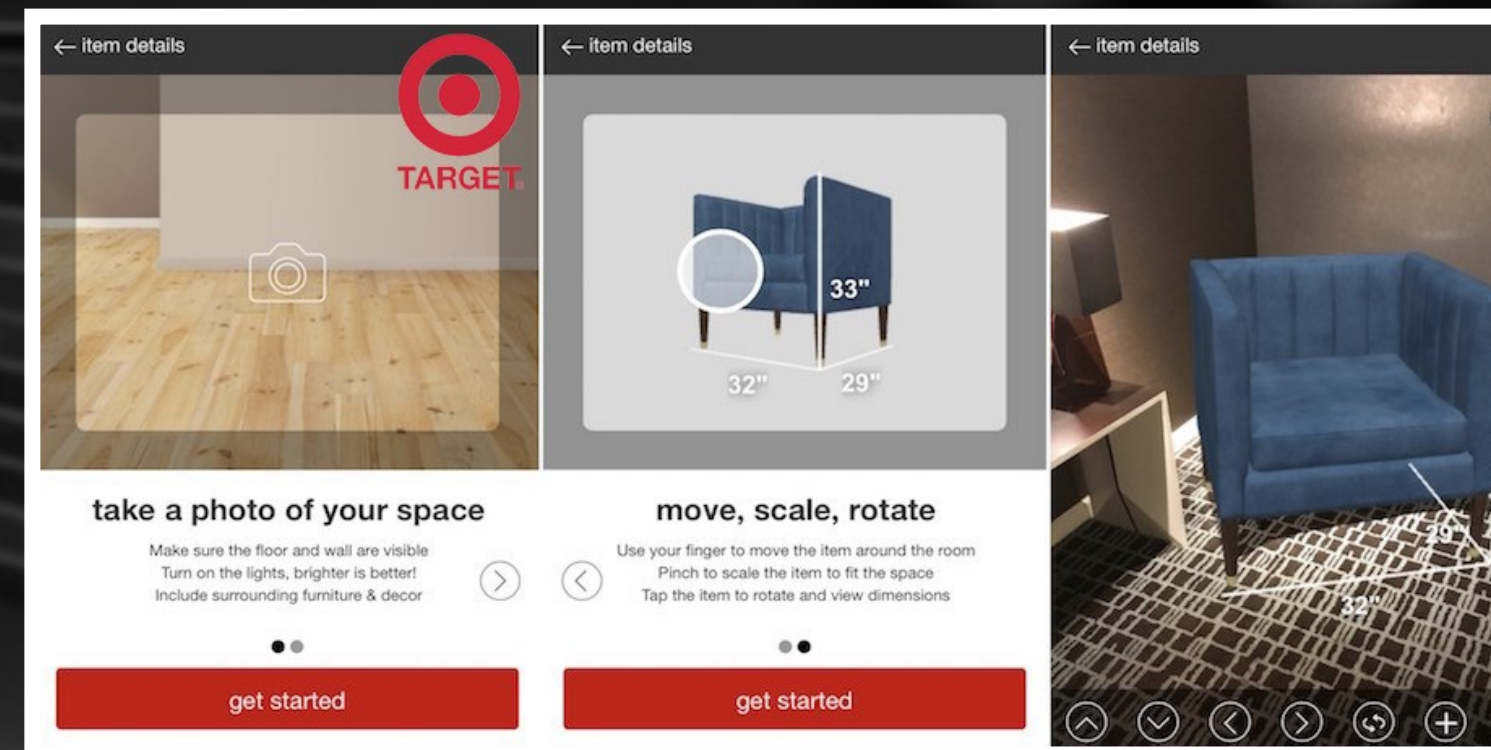 ← item details
TARGET
take a photo of your space
Make sure the floor and wall are visible
Turn on the lights, brighter is better!
Include surrounding furniture & decor
get started
← item details
33"
32"
29"
move, scale, rotate
Use your finger to move the item around the room
Pinch to scale the item to fit the space
Tap the item to rotate and view dimensions
get started
← item details
29"
32"